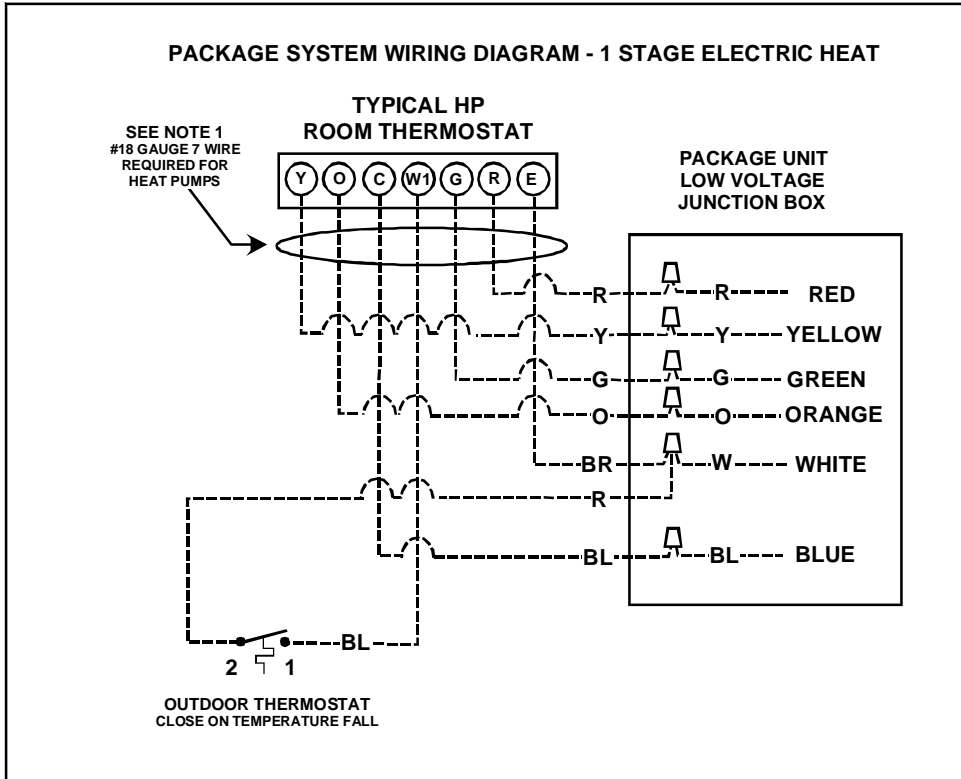 PACKAGE SYSTEM WIRING DIAGRAM - 1 STAGE ELECTRIC HEAT
TYPICAL HP
ROOM THERMOSTAT
SEE NOTE 1
#18 GAUGE 7 WIRE
REQUIRED FOR
HEAT PUMPS
Y O C W1 G R E
PACKAGE UNIT
LOW VOLTAGE
JUNCTION BOX
R R RED
Y Y YELLOW
G G GREEN
O O ORANGE
BR W WHITE
R
BL BL BLUE
BL
2 1
OUTDOOR THERMOSTAT
CLOSE ON TEMPERATURE FALL